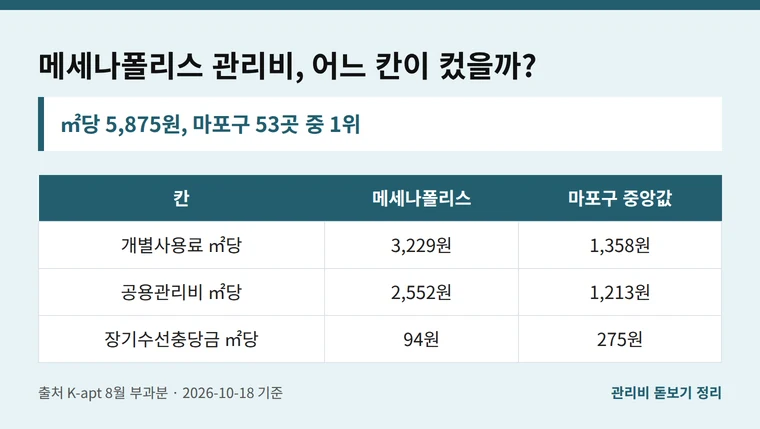 메세나폴리스 관리비, 어느 칸이 컸을까?
㎡당 5,875원, 마포구 53곳 중 1위
칸 메세나폴리스 마포구 중앙값
개별사용료 ㎡당 3,229원 1,358원
공용관리비 ㎡당 2,552원 1,213원
장기수선충당금 ㎡당 94원 275원
출처 K-apt 8월 부과분 · 2026-10-18 기준 관리비 돋보기 정리